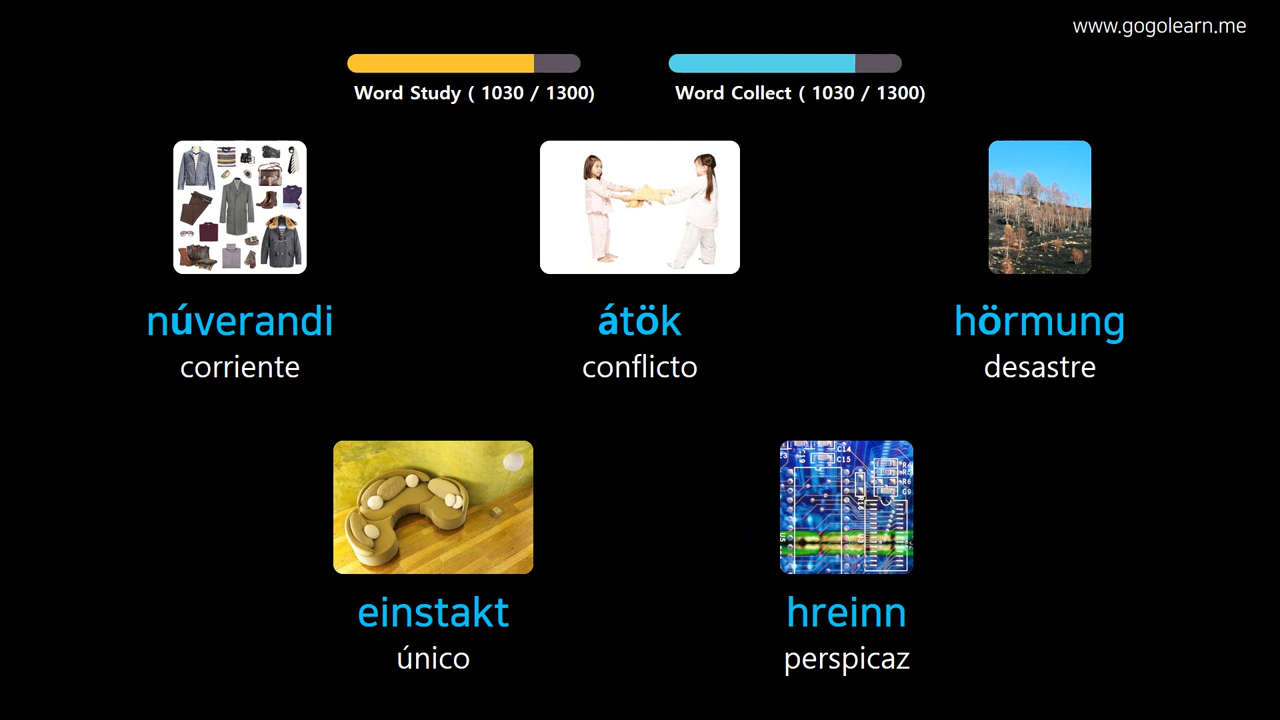 www.gogolearn.me
Word Study ( 1030 / 1300)
Word Collect ( 1030 / 1300)
núverandi
corriente
átök
conflicto
hörmung
desastre
einstakt
único
hreinn
perspicaz